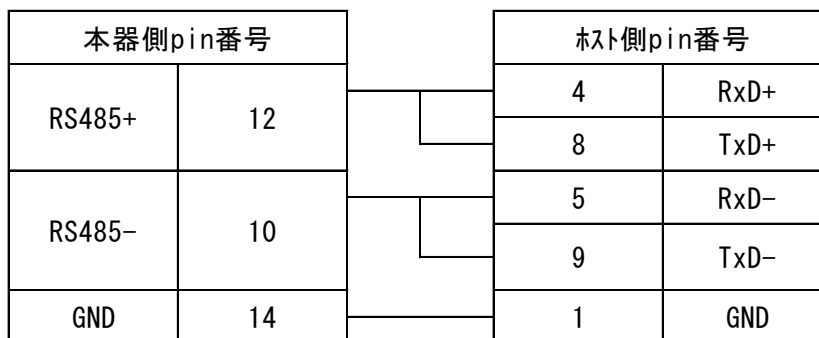 本器側pin番号 ﾎｽﾄ側pin番号
RS485+ 12 4 RxD+
8 TxD+
RS485− 10 5 RxD−
9 TxD−
GND 14 1 GND